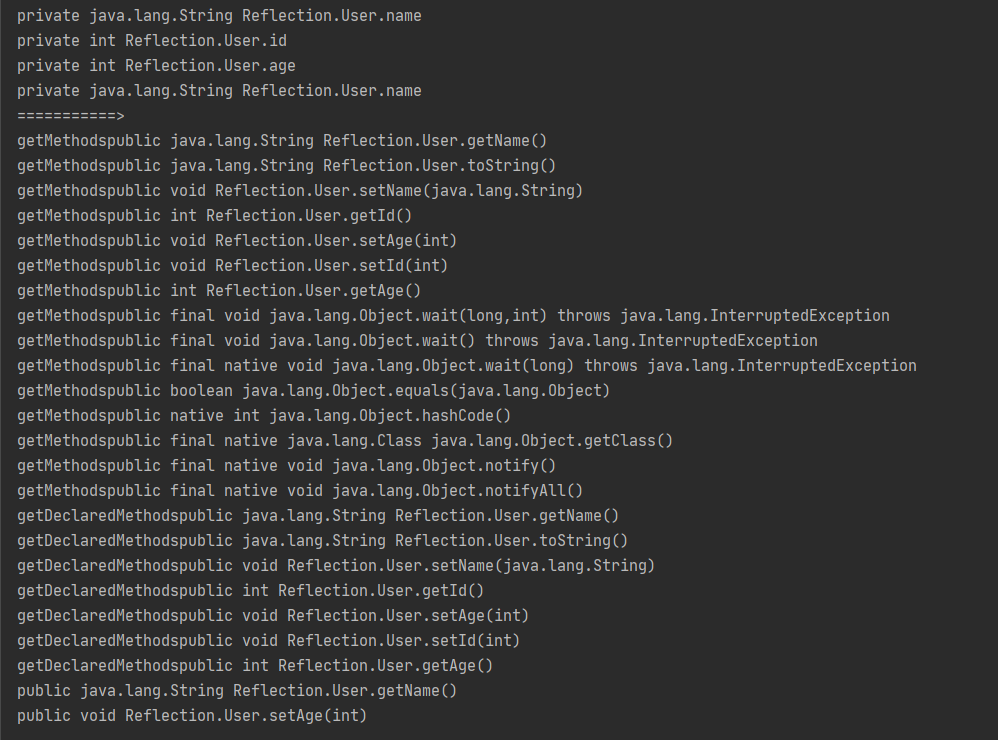 private java.lang.String Reflection.User.name
private int Reflection.User.id
private int Reflection.User.age
private java.lang.String Reflection.User.name
===========>
getMethodspublic java.lang.String Reflection.User.getName()
getMethodspublic java.lang.String Reflection.User.toString()
getMethodspublic void Reflection.User.setName(java.lang.String)
getMethodspublic int Reflection.User.getId()
getMethodspublic void Reflection.User.setAge(int)
getMethodspublic void Reflection.User.setId(int)
getMethodspublic int Reflection.User.getAge()
getMethodspublic final void java.lang.Object.wait(long,int) throws java.lang.InterruptedException
getMethodspublic final void java.lang.Object.wait() throws java.lang.InterruptedException
getMethodspublic final native void java.lang.Object.wait(long) throws java.lang.InterruptedException
getMethodspublic boolean java.lang.Object.equals(java.lang.Object)
getMethodspublic native int java.lang.Object.hashCode()
getMethodspublic final native java.lang.Class java.lang.Object.getClass()
getMethodspublic final native void java.lang.Object.notify()
getMethodspublic final native void java.lang.Object.notifyAll()
getDeclaredMethodspublic java.lang.String Reflection.User.getName()
getDeclaredMethodspublic java.lang.String Reflection.User.toString()
getDeclaredMethodspublic void Reflection.User.setName(java.lang.String)
getDeclaredMethodspublic int Reflection.User.getId()
getDeclaredMethodspublic void Reflection.User.setAge(int)
getDeclaredMethodspublic void Reflection.User.setId(int)
getDeclaredMethodspublic int Reflection.User.getAge()
public java.lang.String Reflection.User.getName()
public void Reflection.User.setAge(int)